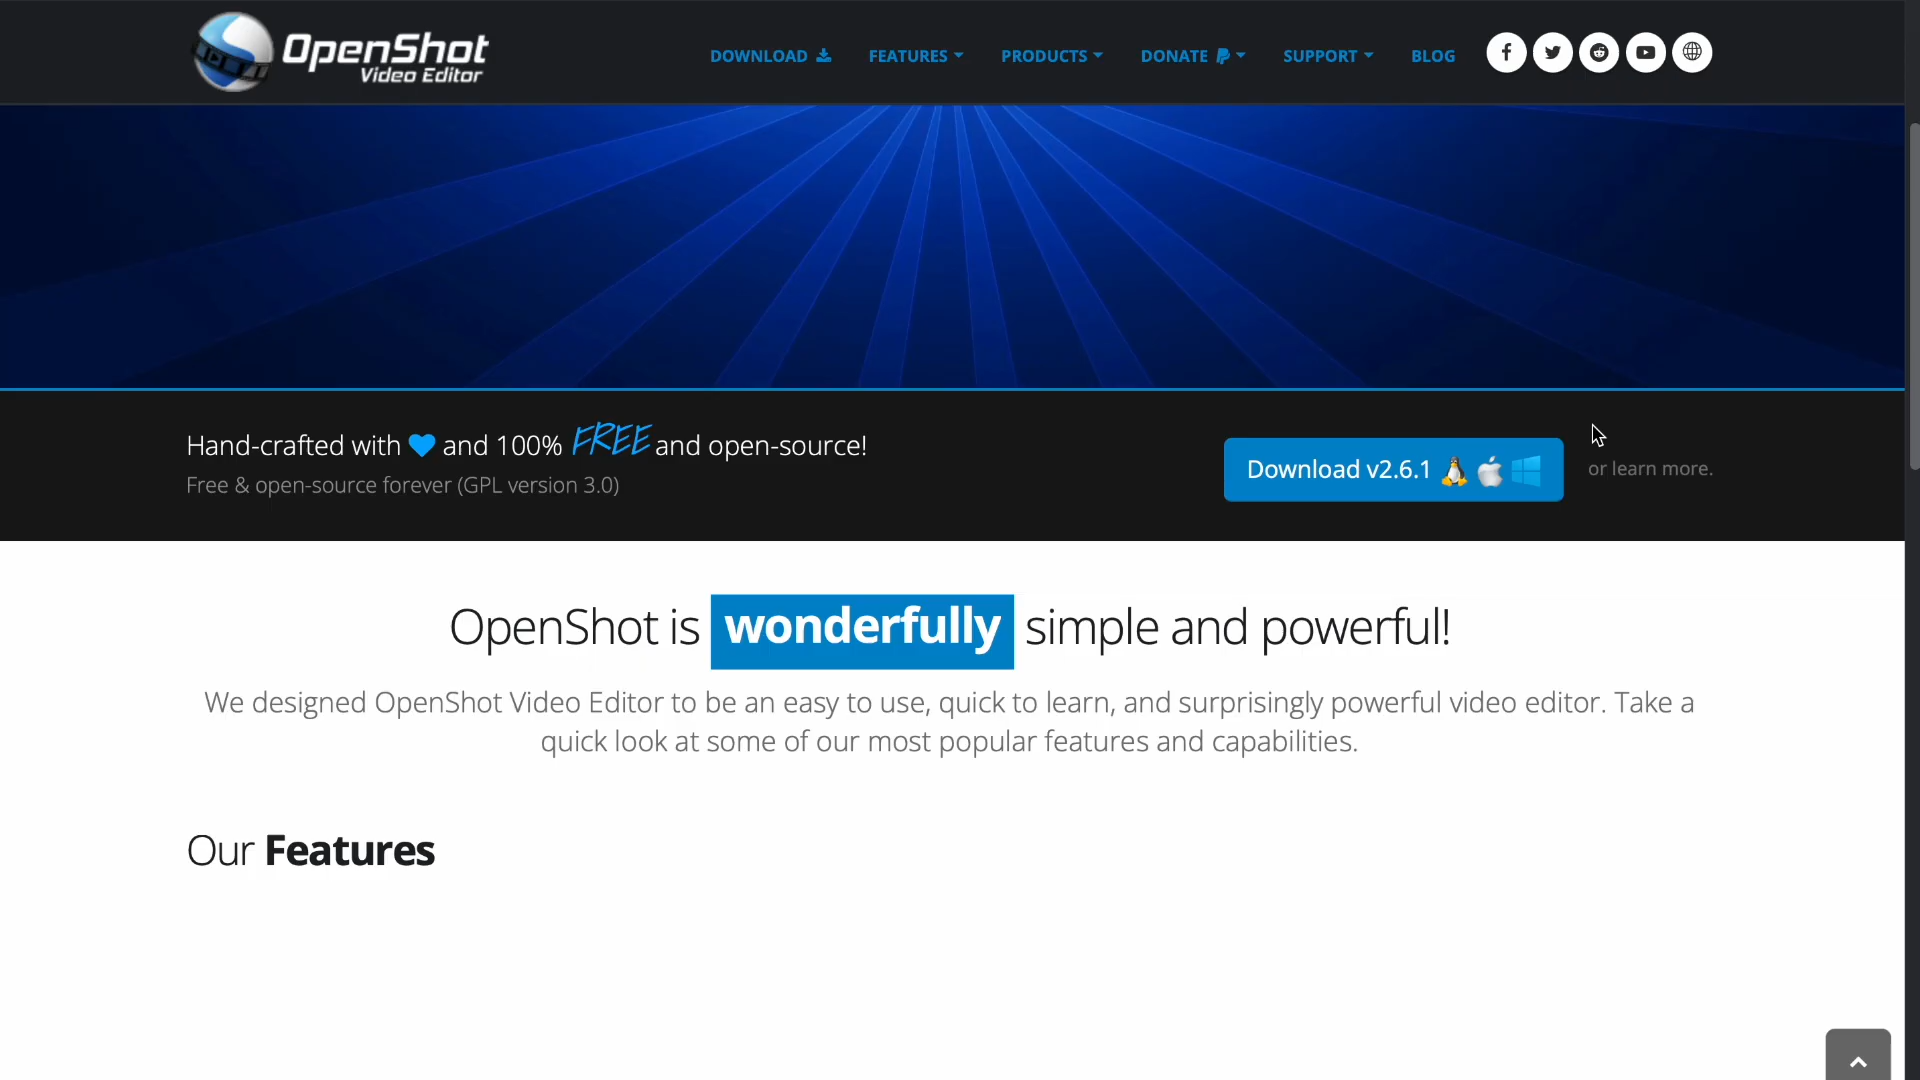 OpenShot
Video Editor
DOWNLOAD
FEATURES
PRODUCTS
DONATE
SUPPORT
BLOG
Hand-crafted with and 100% FREE and open-source!
Free & open-source forever (GPL version 3.0)
Download v2.6.1
or learn more.
OpenShot is wonderfully simple and powerful!
We designed OpenShot Video Editor to be an easy to use, quick to learn, and surprisingly powerful video editor. Take a
quick look at some of our most popular features and capabilities.
Our Features